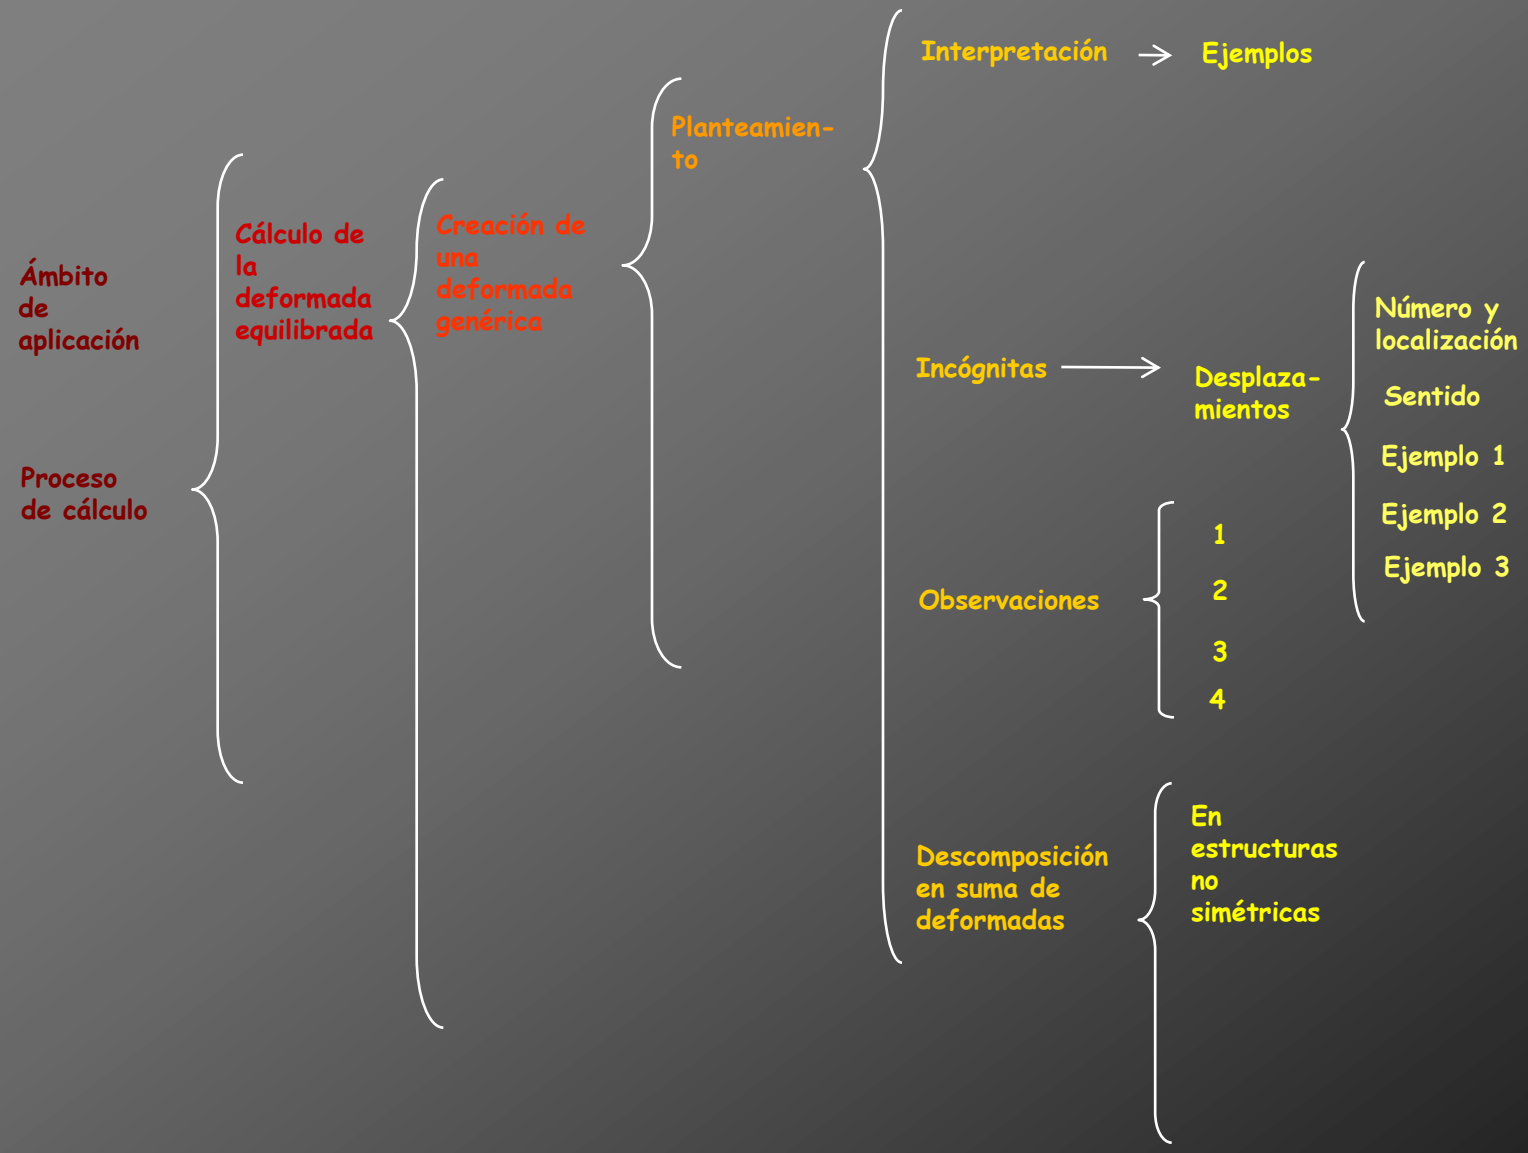 Ámbito
de
aplicación
Proceso
de cálculo
Cálculo de
la
deformada
equilibrada
Creación de
una
deformada
genérica
Planteamien-
to
Interpretación
Ejemplos
Incógnitas
Desplaza-
mientos
Número y
localización
Sentido
Ejemplo 1
Ejemplo 2
Ejemplo 3
Observaciones
1
2
3
4
Descomposición
en suma de
deformadas
En
estructuras
no
simétricas